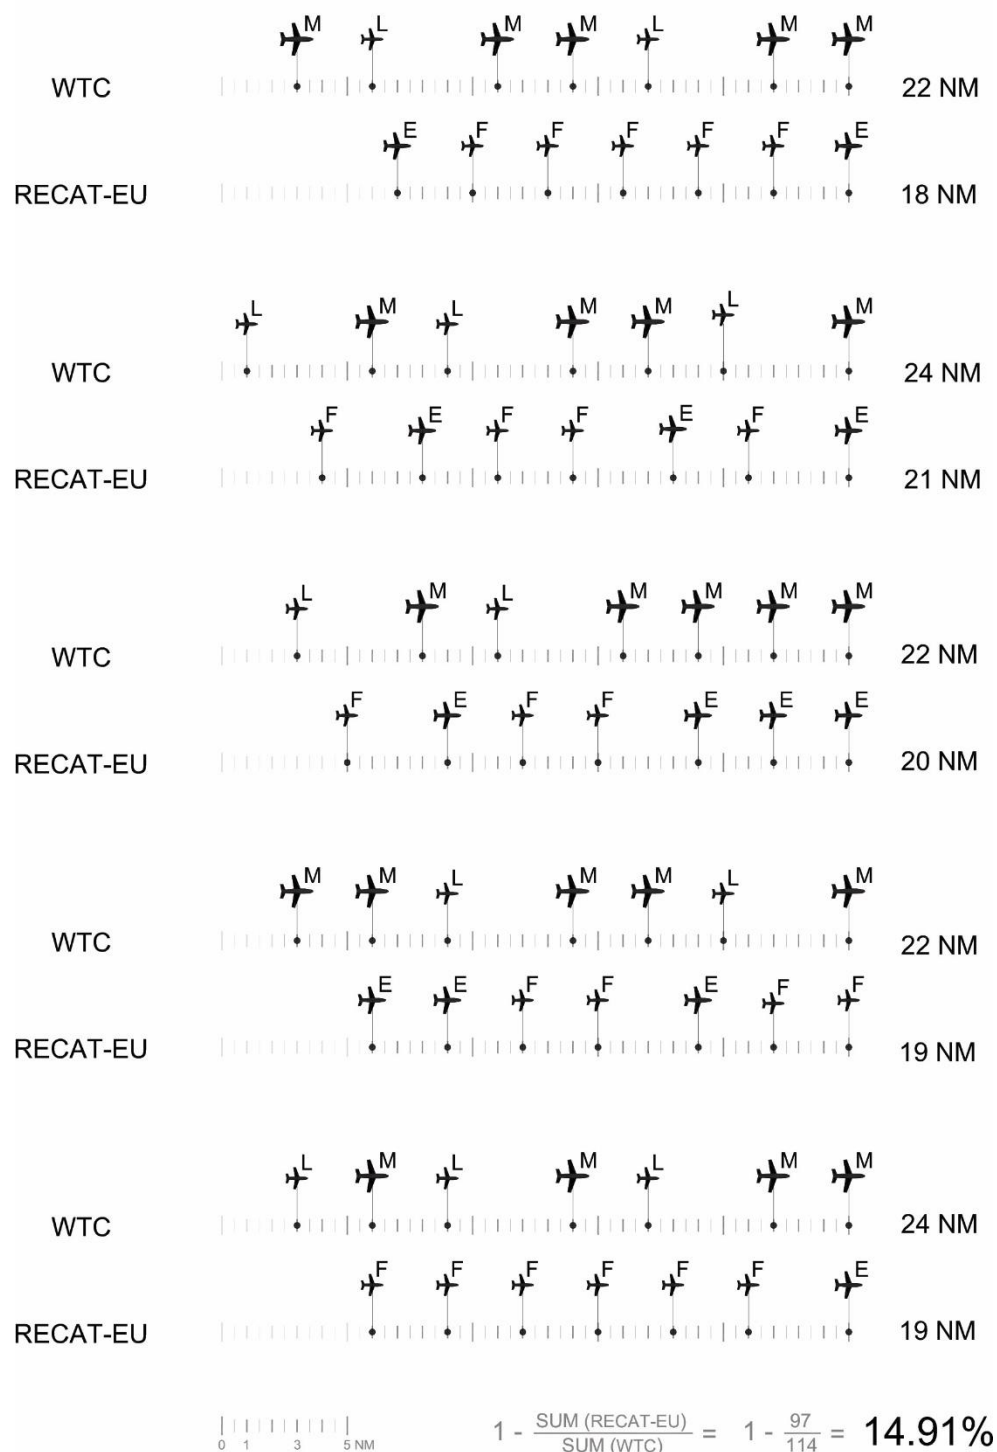 M L M M L M M
WTC 22 NM
E F F F F F E
RECAT-EU 18 NM
L M L M M L M
WTC 24 NM
F E F F E F E
RECAT-EU 21 NM
L M L M M M M
WTC 22 NM
F E F F E E E
RECAT-EU 20 NM
M M L M M L M
WTC 22 NM
E E F F E F F
RECAT-EU 19 NM
L M L M L M M
WTC 24 NM
F F F F F F E
RECAT-EU 19 NM
0 1 3 5 NM
1 - SUM (RECAT-EU) / SUM (WTC) = 1 - 97 / 114 = 14.91%